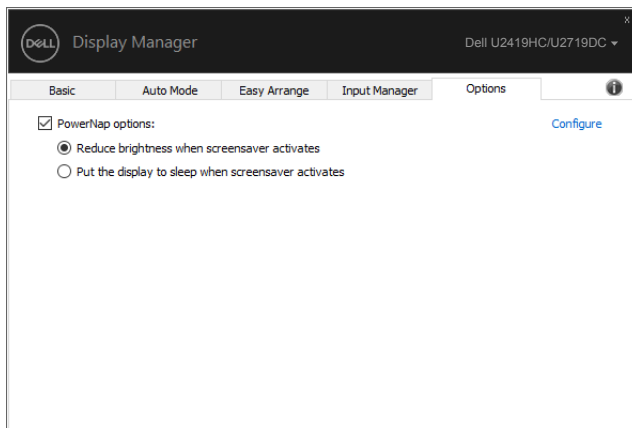 x
DELL Display Manager Dell U2419HC/U2719DC
Basic Auto Mode Easy Arrange Input Manager Options i
PowerNap options: Configure
Reduce brightness when screensaver activates
Put the display to sleep when screensaver activates